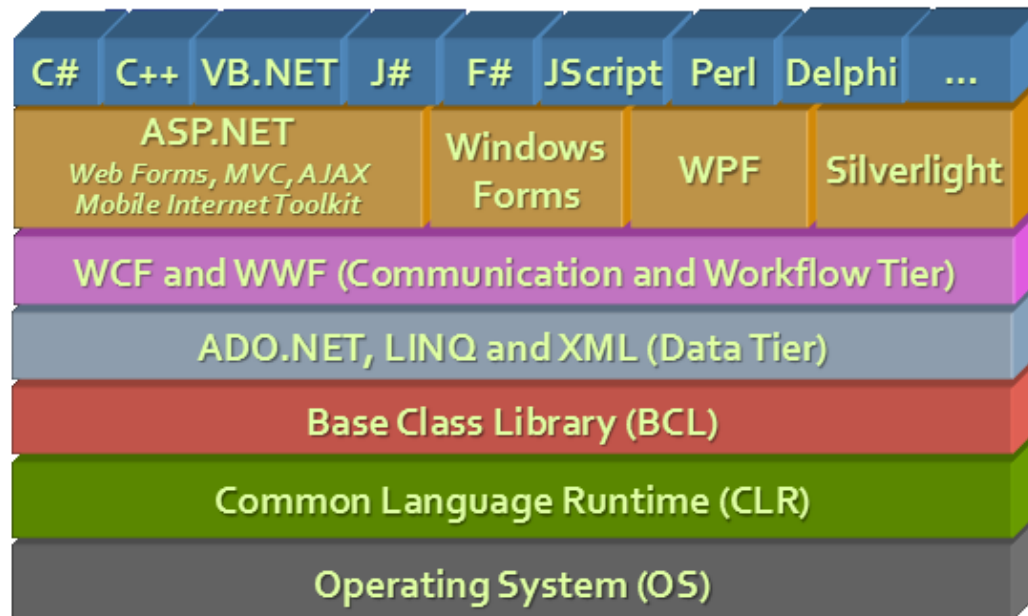 C# C++ VB.NET J# F# JScript Perl Delphi ...
ASP.NET
Web Forms, MVC, AJAX
Mobile Internet Toolkit
Windows
Forms
WPF
Silverlight
WCF and WWF (Communication and Workflow Tier)
ADO.NET, LINQ and XML (Data Tier)
Base Class Library (BCL)
Common Language Runtime (CLR)
Operating System (OS)